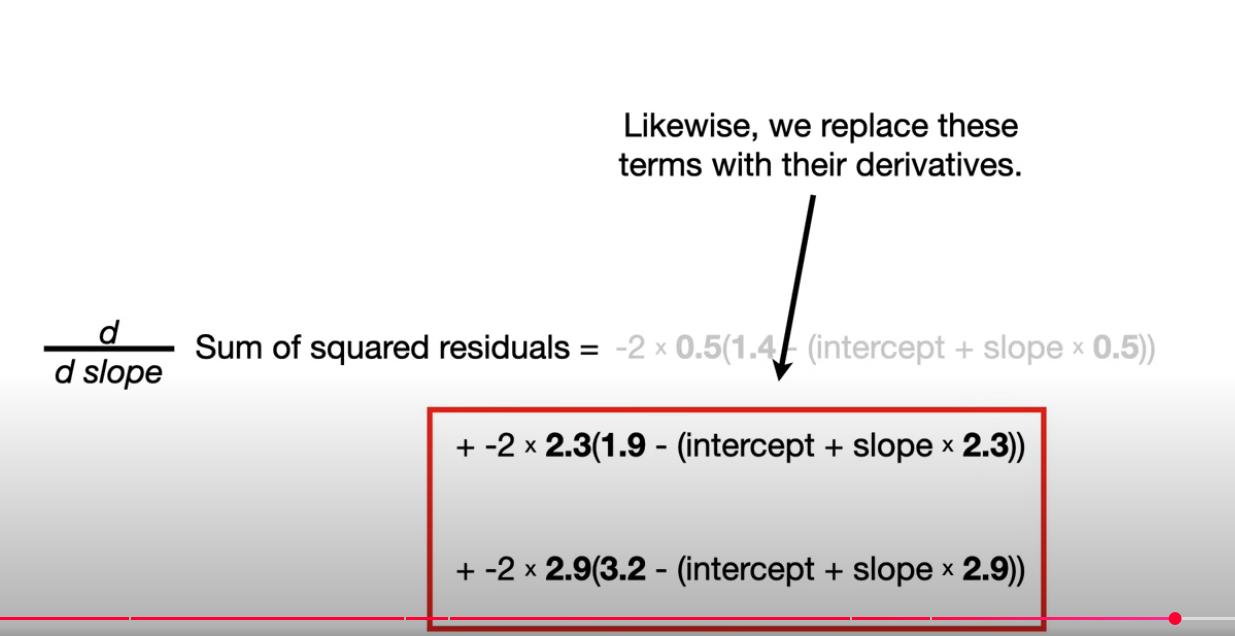 Likewise, we replace these
terms with their derivatives.
d
d slope
Sum of squared residuals = -2 × 0.5(1.4 - (intercept + slope × 0.5))
+ -2 × 2.3(1.9 - (intercept + slope × 2.3))
+ -2 × 2.9(3.2 - (intercept + slope × 2.9))